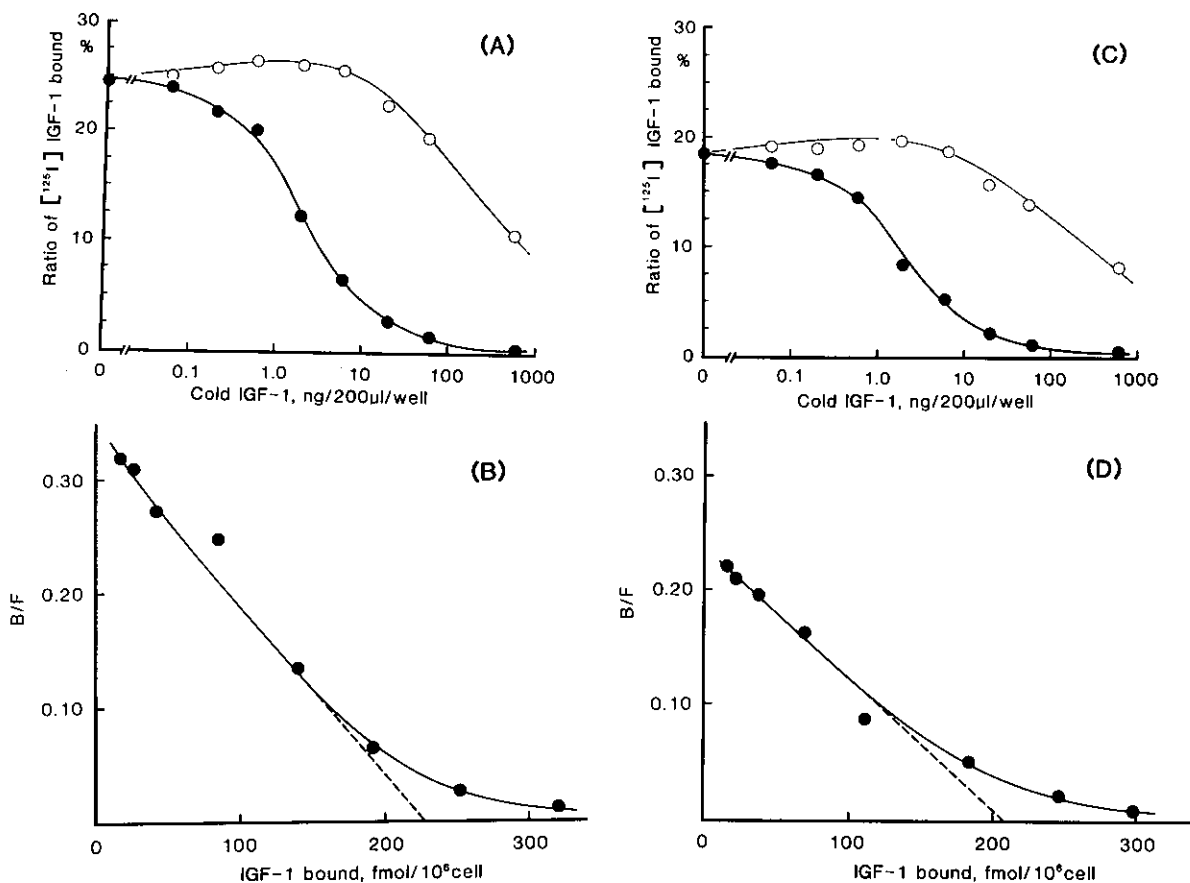 (A)
30
%
20
10
0
Ratio of [¹²⁵I] IGF-1 bound
0 0.1 1.0 10 100 1000
Cold IGF-1, ng/200μl/well
(C)
30
%
20
10
0
Ratio of [¹²⁵I] IGF-1 bound
0 0.1 1.0 10 100 1000
Cold IGF-1, ng/200μl/well
(B)
0.30
0.20
0.10
B/F
0 100 200 300
IGF-1 bound, fmol/10⁶cell
(D)
0.30
0.20
0.10
B/F
0 100 200 300
IGF-1 bound, fmol/10⁶cell